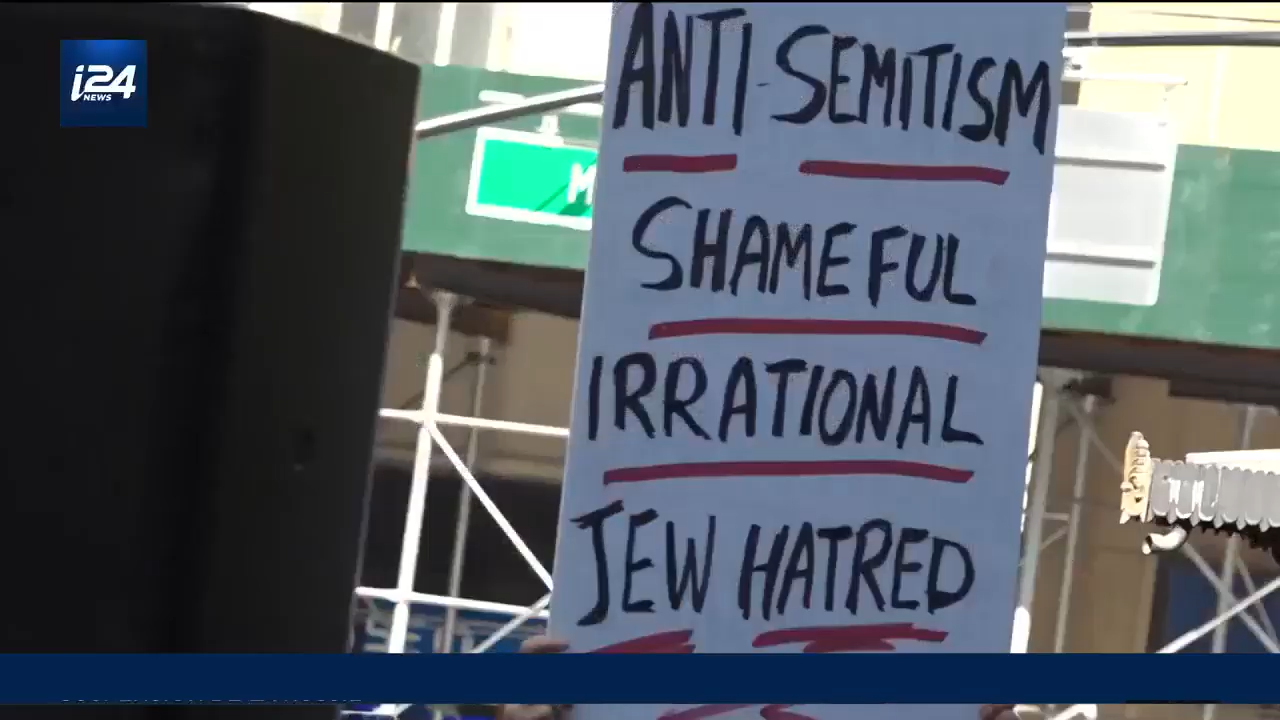 i24
NEWS
ANTI-SEMITISM
SHAMEFUL
IRRATIONAL
JEW HATRED